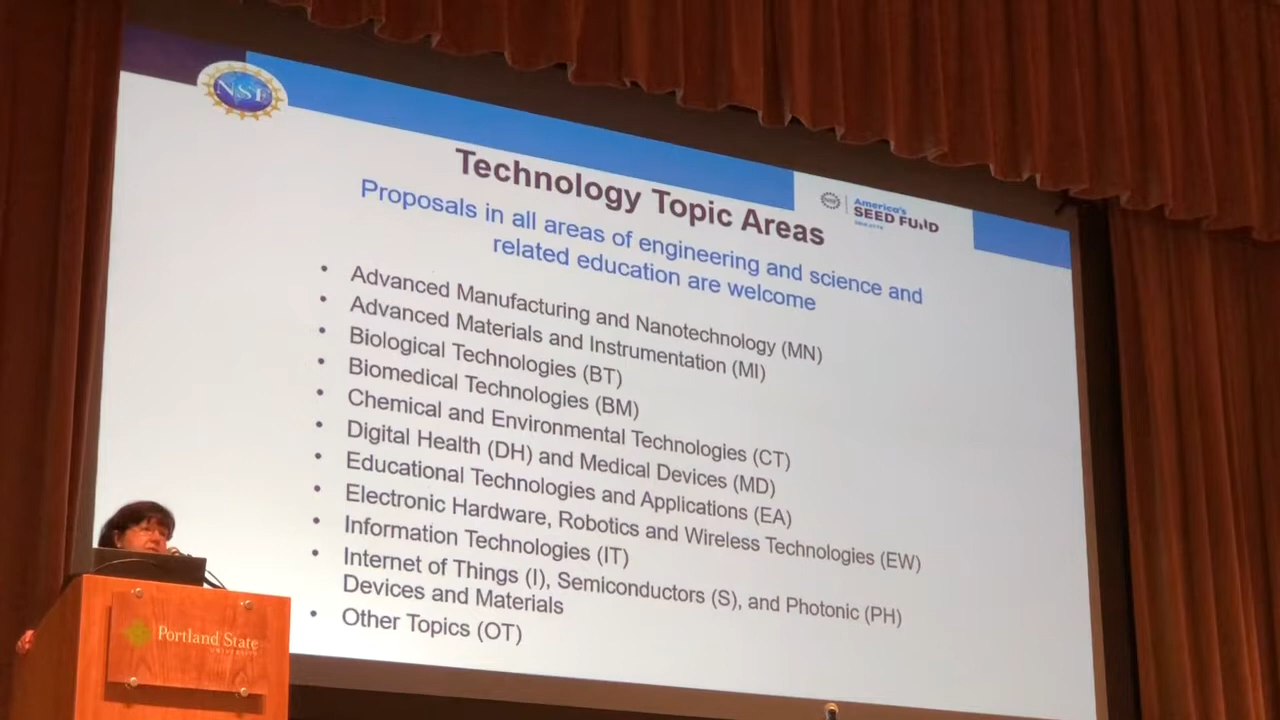 NSF
Technology Topic Areas
America's
SEED FUND
Proposals in all areas of engineering and science and
related education are welcome
• Advanced Manufacturing and Nanotechnology (MN)
• Advanced Materials and Instrumentation (MI)
• Biological Technologies (BT)
• Biomedical Technologies (BM)
• Chemical and Environmental Technologies (CT)
• Digital Health (DH) and Medical Devices (MD)
• Educational Technologies and Applications (EA)
• Electronic Hardware, Robotics and Wireless Technologies (EW)
• Information Technologies (IT)
• Internet of Things (I), Semiconductors (S), and Photonic (PH)
Devices and Materials
• Other Topics (OT)
Portland State
UNIVERSITY